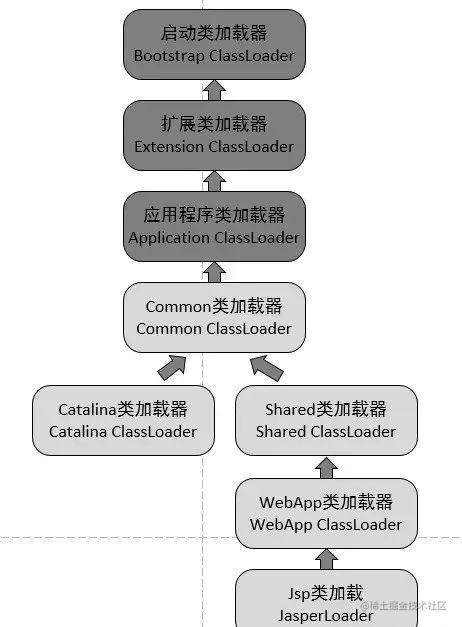 启动类加载器
Bootstrap ClassLoader
扩展类加载器
Extension ClassLoader
应用程序类加载器
Application ClassLoader
Common类加载器
Common ClassLoader
Catalina类加载器
Catalina ClassLoader
Shared类加载器
Shared ClassLoader
WebApp类加载器
WebApp ClassLoader
Jsp类加载
JasperLoader
@稀土掘金技术社区